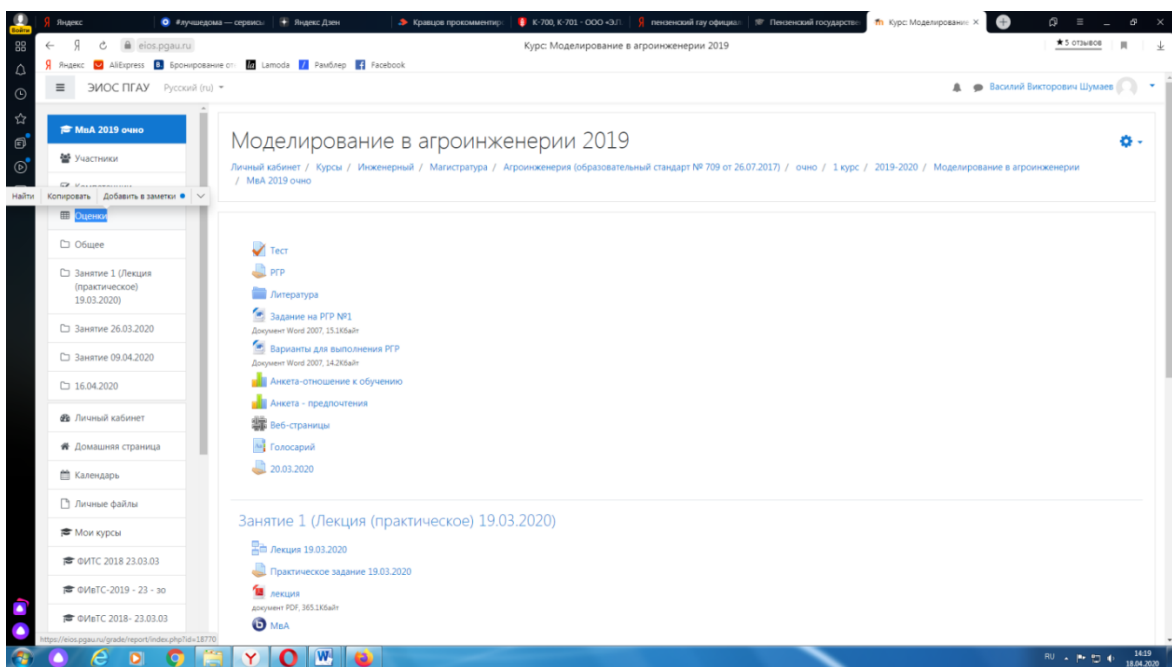 Яндекс
#лучшедома — сервисы
Яндекс Дзен
Кравцов прокомментир
К-700, К-701 - ООО «З.Л.
пензенский гау официал
Пензенский государстве
Курс: Моделирование
Войти
eios.pgau.ru
Курс: Моделирование в агроинженерии 2019
★5 отзывов
Яндекс
AliExpress
Бронирование от
Lamoda
Рамблер
Facebook
ЭИОС ПГАУ
Русский (ru)
Василий Викторович Шумаев
МвА 2019 очно
Участники
Найти
Копировать
Добавить в заметки
Оценки
Общее
Занятие 1 (Лекция
(практическое)
19.03.2020)
Занятие 26.03.2020
Занятие 09.04.2020
16.04.2020
Личный кабинет
Домашняя страница
Календарь
Личные файлы
Мои курсы
ФИТС 2018 23.03.03
ФИвТС-2019 - 23 - зо
ФИвТС 2018- 23.03.03
https://eios.pgau.ru/grade/report/index.php?id=18770
Моделирование в агроинженерии 2019
Личный кабинет / Курсы / Инженерный / Магистратура / Агроинженерия (образовательный стандарт № 709 от 26.07.2017) / очно / 1 курс / 2019-2020 / Моделирование в агроинженерии
/ МвА 2019 очно
Тест
РГР
Литература
Задание на РГР №1
Документ Word 2007, 15.1Кбайт
Варианты для выполнения РГР
Документ Word 2007, 14.2Кбайт
Анкета-отношение к обучению
Анкета - предпочтения
Веб-страницы
Голосарий
20.03.2020
Занятие 1 (Лекция (практическое) 19.03.2020)
Лекция 19.03.2020
Практическое задание 19.03.2020
лекция
документ PDF, 365.1Кбайт
МвА
RU
14:19
18.04.2020